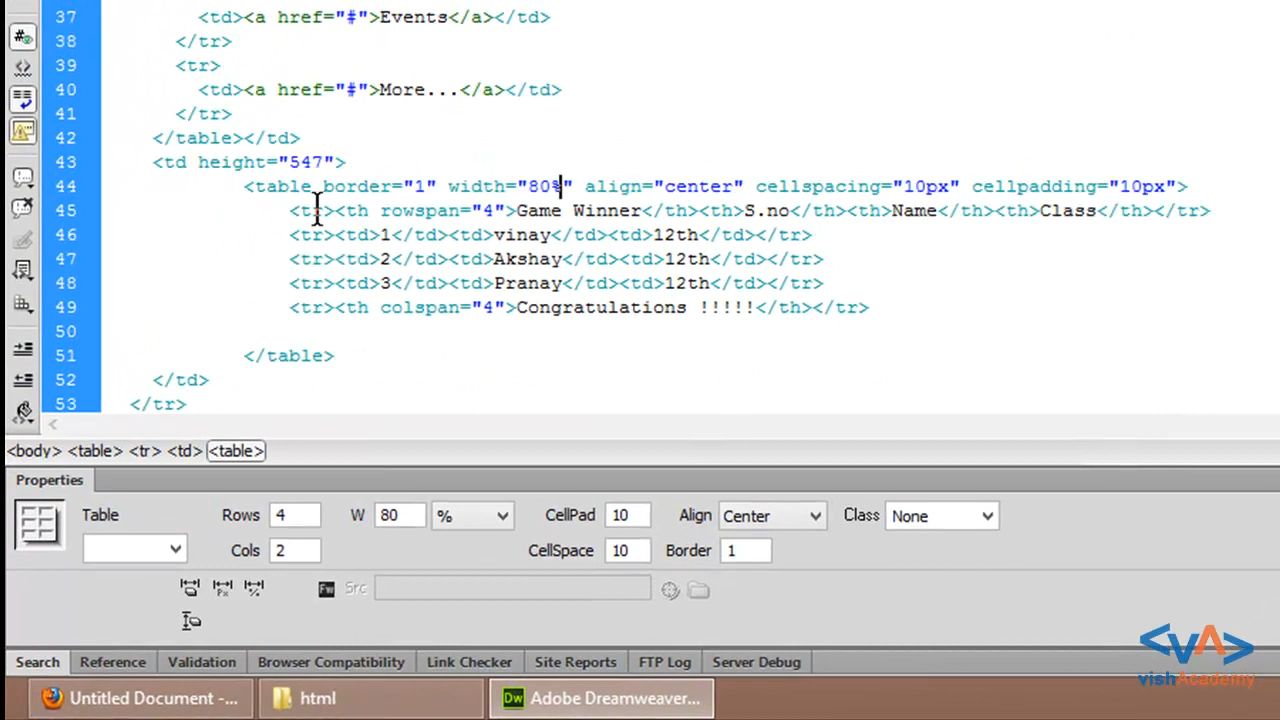 37 <td><a href="#">Events</a></td>
38 </tr>
39 <tr>
40 <td><a href="#">More...</a></td>
41 </tr>
42 </table></td>
43 <td height="547">
44 <table border="1" width="80%" align="center" cellspacing="10px" cellpadding="10px">
45 <tr><th rowspan="4">Game Winner</th><th>S.no</th><th>Name</th><th>Class</th></tr>
46 <tr><td>1</td><td>vinay</td><td>12th</td></tr>
47 <tr><td>2</td><td>Akshay</td><td>12th</td></tr>
48 <tr><td>3</td><td>Pranay</td><td>12th</td></tr>
49 <tr><th colspan="4">Congratulations !!!!!</th></tr>
50
51 </table>
52 </td>
53 </tr>
<body> <table> <tr> <td> <table>
Properties
Table Rows 4 W 80 % CellPad 10 Align Center Class None
Cols 2 CellSpace 10 Border 1
Fw Src
Search Reference Validation Browser Compatibility Link Checker Site Reports FTP Log Server Debug
<VA>
vishAcademy
Untitled Document -... html Dw Adobe Dreamweaver...